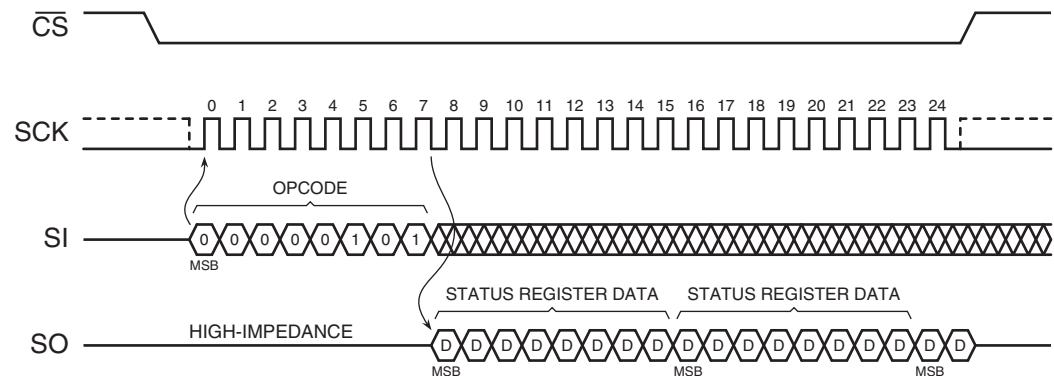 CS
0 1 2 3 4 5 6 7 8 9 10 11 12 13 14 15 16 17 18 19 20 21 22 23 24
SCK
OPCODE
SI 0 0 0 0 0 1 0 1
MSB
STATUS REGISTER DATA STATUS REGISTER DATA
HIGH-IMPEDANCE
SO D D D D D D D D D D D D D D D D D D
MSB MSB MSB